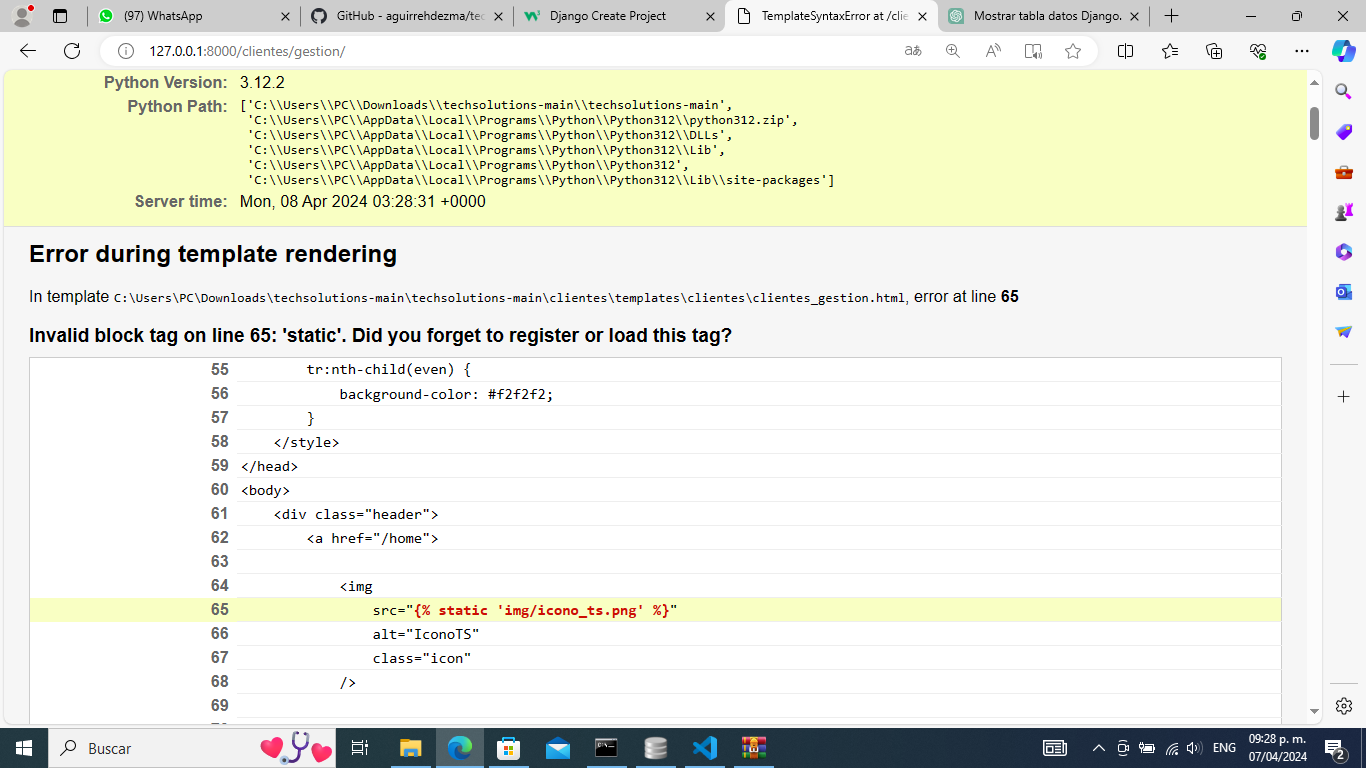 (97) WhatsApp
GitHub - aguirrehdezma/tec
Django Create Project
TemplateSyntaxError at /clie
Mostrar tabla datos Django.
127.0.0.1:8000/clientes/gestion/
Python Version: 3.12.2
Python Path: ['C:\\Users\\PC\\Downloads\\techsolutions-main\\techsolutions-main',
'C:\\Users\\PC\\AppData\\Local\\Programs\\Python\\Python312\\python312.zip',
'C:\\Users\\PC\\AppData\\Local\\Programs\\Python\\Python312\\DLLs',
'C:\\Users\\PC\\AppData\\Local\\Programs\\Python\\Python312\\Lib',
'C:\\Users\\PC\\AppData\\Local\\Programs\\Python\\Python312',
'C:\\Users\\PC\\AppData\\Local\\Programs\\Python\\Python312\\Lib\\site-packages']
Server time: Mon, 08 Apr 2024 03:28:31 +0000
Error during template rendering
In template C:\Users\PC\Downloads\techsolutions-main\techsolutions-main\clientes\templates\clientes\clientes_gestion.html, error at line 65
Invalid block tag on line 65: 'static'. Did you forget to register or load this tag?
55 tr:nth-child(even) {
56 background-color: #f2f2f2;
57 }
58 </style>
59 </head>
60 <body>
61 <div class="header">
62 <a href="/home">
63
64 <img
65 src="{% static 'img/icono_ts.png' %}"
66 alt="IconoTS"
67 class="icon"
68 />
69
Buscar
ENG
09:28 p. m.
07/04/2024
2